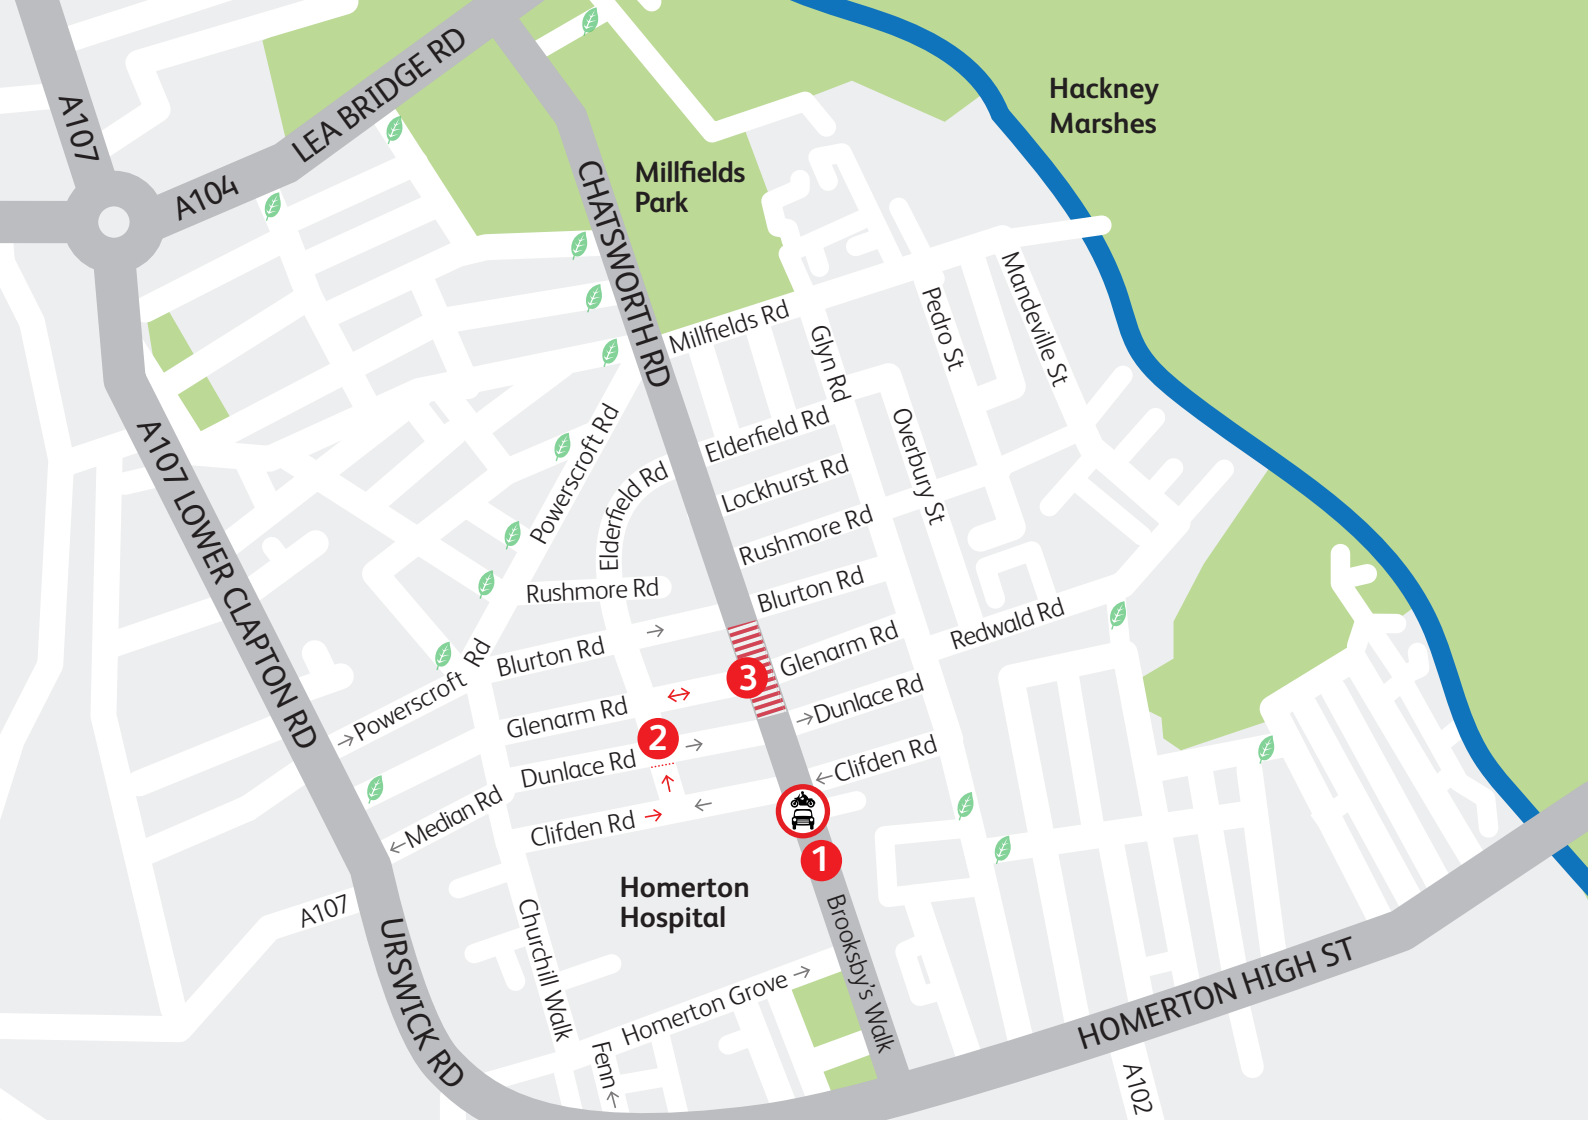 A107
LEA BRIDGE RD
A104
CHATSWORTH RD
Millfields
Park
Hackney
Marshes
Millfields Rd
Glyn Rd
Pedro St
Mandeville St
Powerscroft Rd
Elderfield Rd
Elderfield Rd
Lockhurst Rd
Overbury St
Rushmore Rd
A107 LOWER CLAPTON RD
Rushmore Rd
Blurton Rd
Blurton Rd
Glenarm Rd
Redwald Rd
Powerscroft Rd
Glenarm Rd
3
Dunlace Rd
2
Dunlace Rd
Clifden Rd
Median Rd
Clifden Rd
1
Homerton
Hospital
A107
URSWICK RD
Churchill Walk
Brooksby's Walk
Homerton Grove
Fenn
HOMERTON HIGH ST
A102